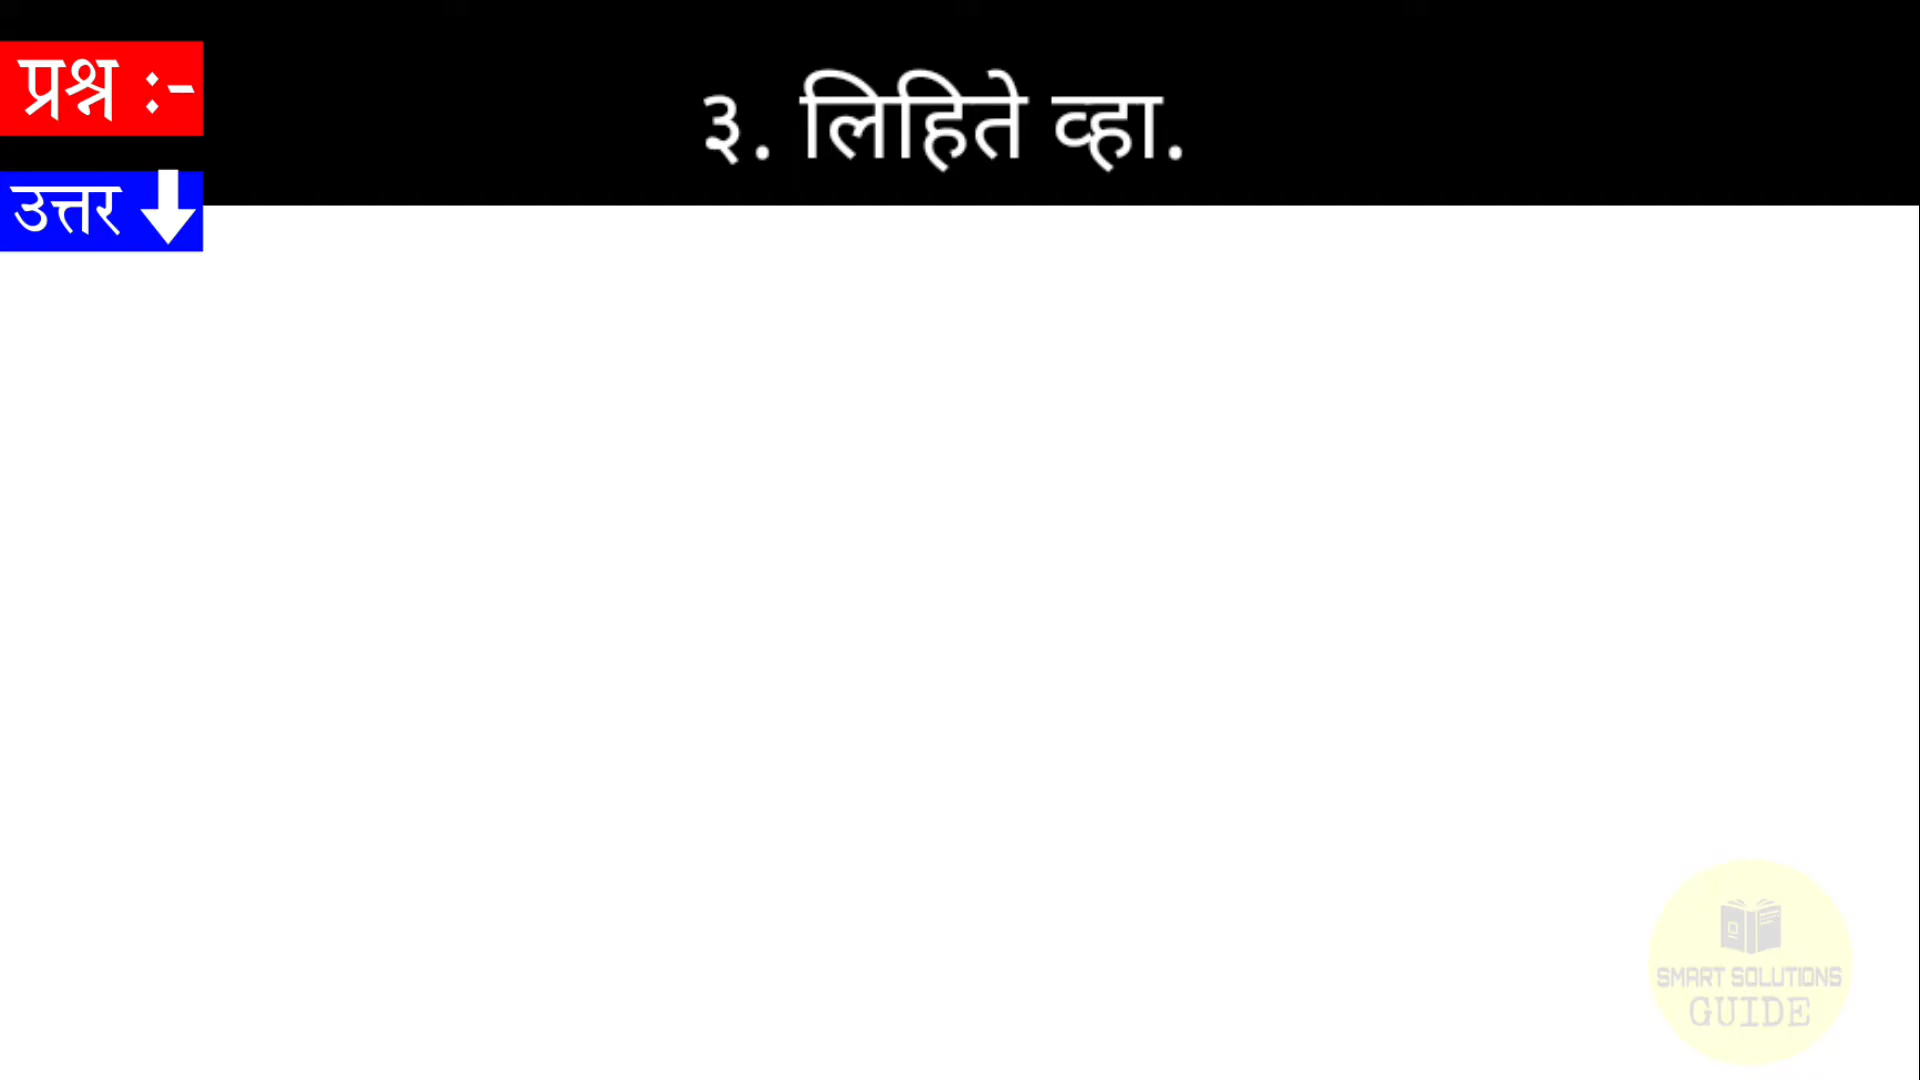 प्रश्न :-
३. लिहिते व्हा.
उत्तर
SMART SOLUTIONS
GUIDE